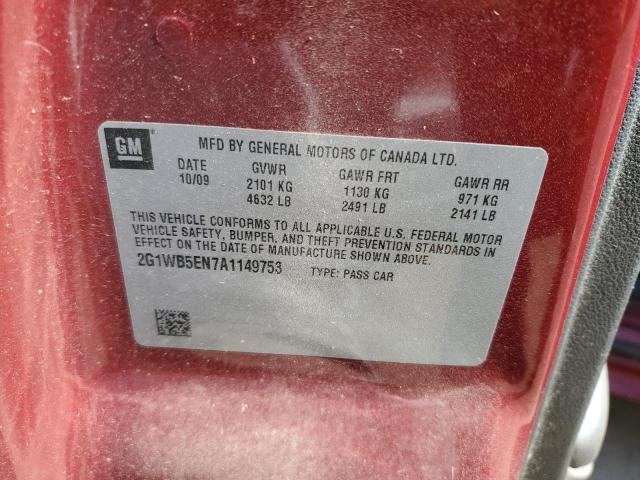 GM
MFD BY GENERAL MOTORS OF CANADA LTD.
DATE GVWR GAWR FRT GAWR RR
10/09 2101 KG 1130 KG 971 KG
4632 LB 2491 LB 2141 LB
THIS VEHICLE CONFORMS TO ALL APPLICABLE U.S. FEDERAL MOTOR
VEHICLE SAFETY, BUMPER, AND THEFT PREVENTION STANDARDS IN
EFFECT ON THE DATE OF MANUFACTURE SHOWN ABOVE.
2G1WB5EN7A1149753 TYPE: PASS CAR